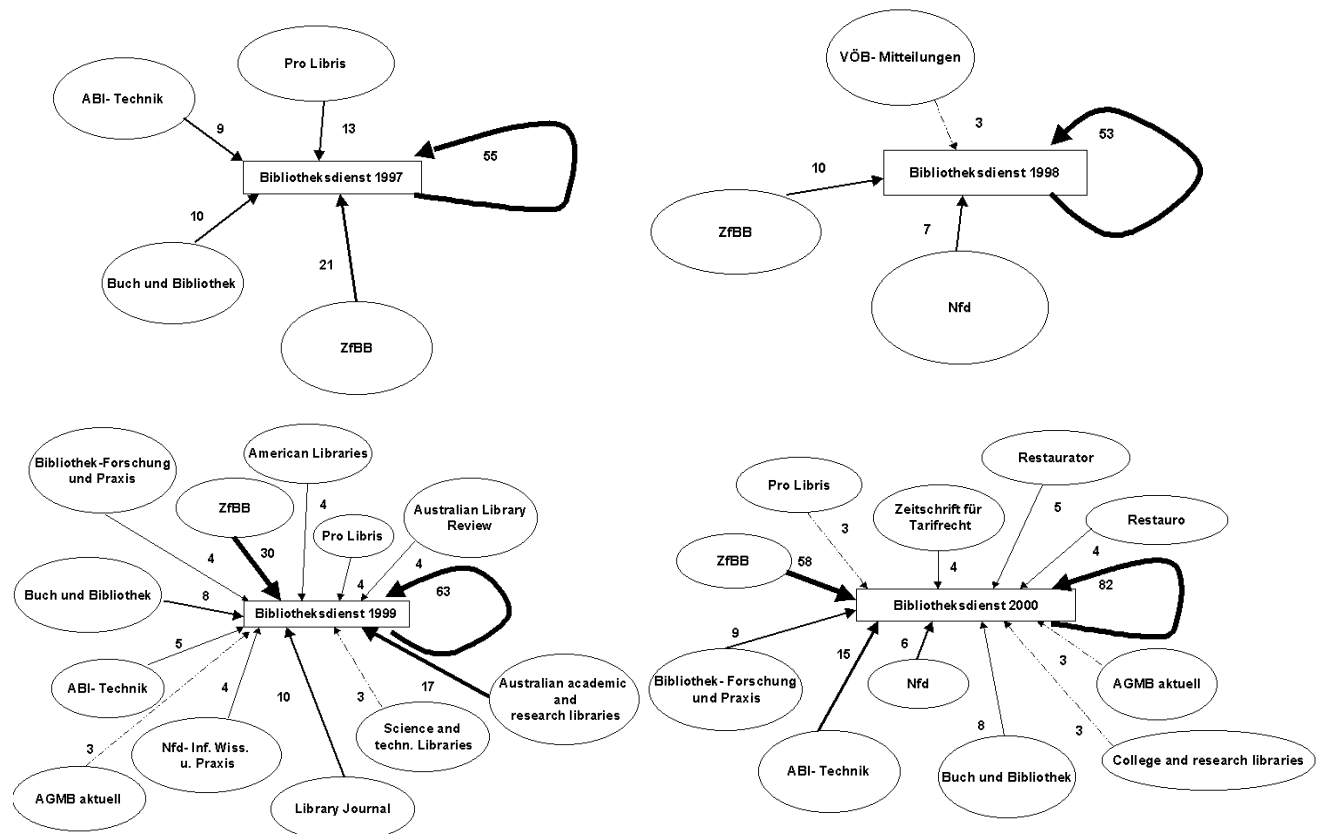 Pro Libris
ABI- Technik
9
13
55
Bibliotheksdienst 1997
10
Buch und Bibliothek
21
ZfBB
VÖB- Mitteilungen
3
53
10
Bibliotheksdienst 1998
ZfBB
7
Nfd
American Libraries
Bibliothek-Forschung
und Praxis
ZfBB
4
Pro Libris
Australian Library
Review
4
30
4
4
Buch und Bibliothek
8
63
Bibliotheksdienst 1999
5
ABI- Technik
4
10
3
17
Australian academic
and
research libraries
Science and
techn. Libraries
3
Nfd- Inf. Wiss.
u. Praxis
AGMB aktuell
Library Journal
Restaurator
Pro Libris
Zeitschrift für
Tarifrecht
5
3
Restauro
ZfBB
58
4
4
82
Bibliotheksdienst 2000
9
15
6
3
Bibliothek- Forschung
und Praxis
Nfd
AGMB aktuell
8
3
ABI- Technik
Buch und Bibliothek
College and research libraries